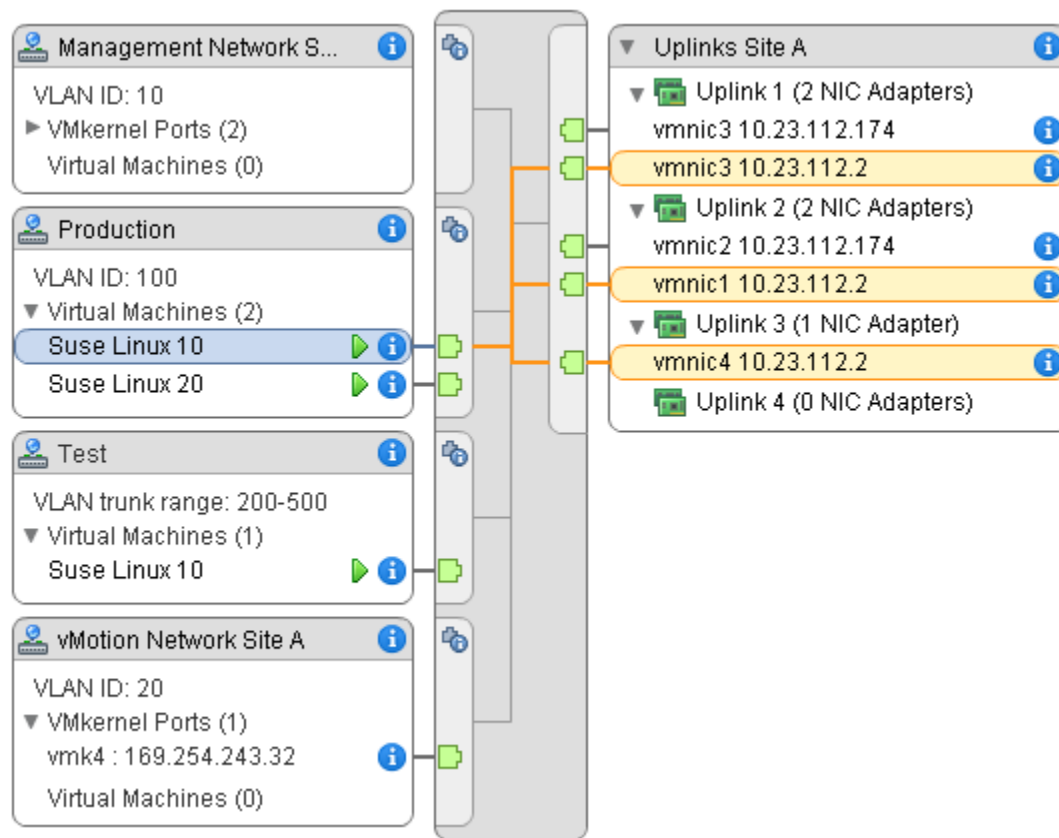 Management Network S...
VLAN ID: 10
VMkernel Ports (2)
Virtual Machines (0)
Production
VLAN ID: 100
Virtual Machines (2)
Suse Linux 10
Suse Linux 20
Test
VLAN trunk range: 200-500
Virtual Machines (1)
Suse Linux 10
vMotion Network Site A
VLAN ID: 20
VMkernel Ports (1)
vmk4 : 169.254.243.32
Virtual Machines (0)
Uplinks Site A
Uplink 1 (2 NIC Adapters)
vmnic3 10.23.112.174
vmnic3 10.23.112.2
Uplink 2 (2 NIC Adapters)
vmnic2 10.23.112.174
vmnic1 10.23.112.2
Uplink 3 (1 NIC Adapter)
vmnic4 10.23.112.2
Uplink 4 (0 NIC Adapters)